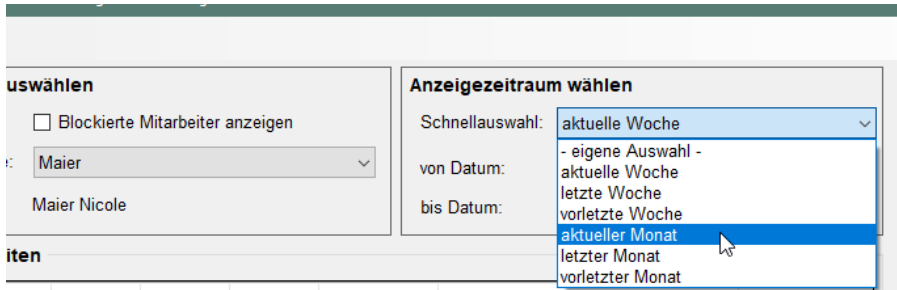 uswählen
Blockierte Mitarbeiter anzeigen
e: Maier
Maier Nicole
iten
Anzeigezeitraum wählen
Schnellauswahl: aktuelle Woche
- eigene Auswahl -
aktuelle Woche
letzte Woche
vorletzte Woche
aktueller Monat
letzter Monat
vorletzter Monat
von Datum:
bis Datum: